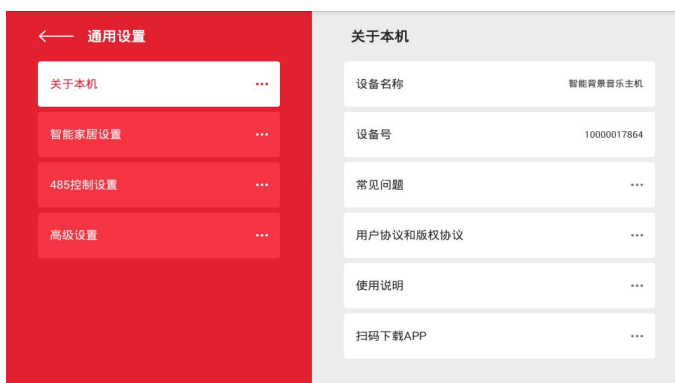 通用设置
关于本机
智能家居设置
485控制设置
高级设置
关于本机
设备名称 智能背景音乐主机
设备号 10000017864
常见问题
用户协议和版权协议
使用说明
扫码下载APP